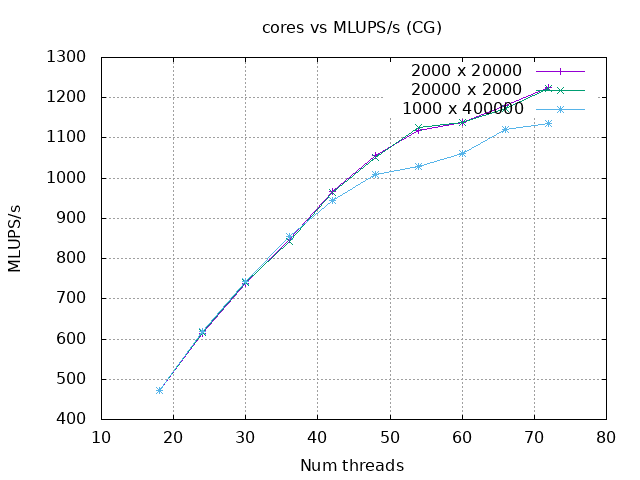 cores vs MLUPS/s (CG)
2000 x 20000
20000 x 2000
1000 x 400000
1300
1200
1100
1000
900
800
700
600
500
400
MLUPS/s
10 20 30 40 50 60 70 80
Num threads